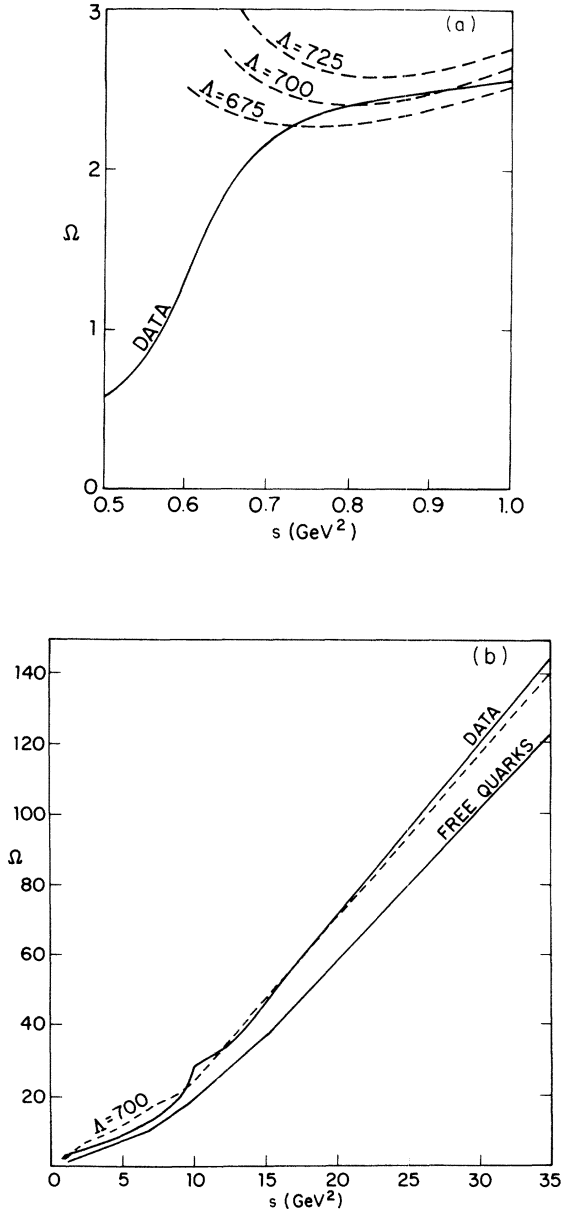 3
(a)
Λ=725
Λ=700
Λ=675
2
Ω
DATA
1
0
0.5 0.6 0.7 0.8 0.9 1.0
s (GeV²)
(b)
140
DATA
120
FREE QUARKS
100
Ω
80
60
40
Λ=700
20
0 5 10 15 20 25 30 35
s (GeV²)